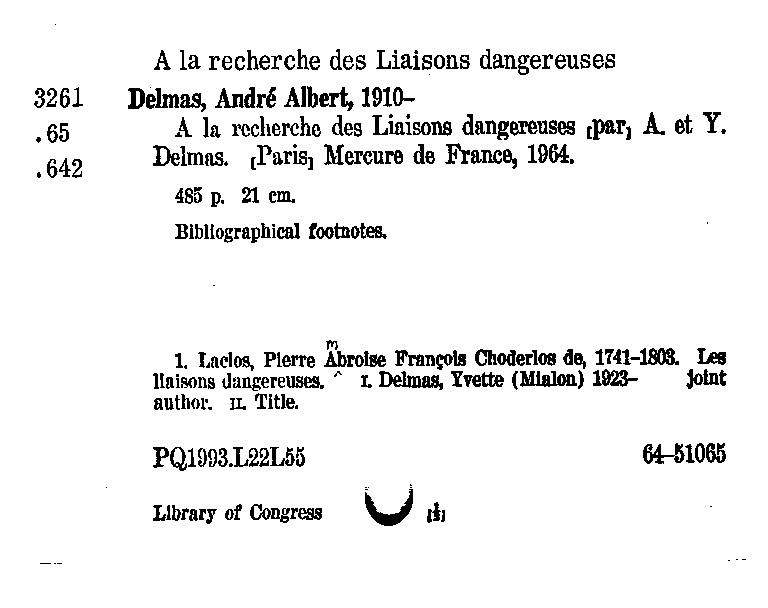 A la recherche des Liaisons dangereuses
3261 Delmas, André Albert, 1910-
.65 A la recherche des Liaisons dangereuses [par] A. et Y.
.642 Delmas. [Paris] Mercure de France, 1964.
485 p. 21 cm.
Bibliographical footnotes.
m
1. Laclos, Pierre Abroise François Choderlos de, 1741-1803. Les
liaisons dangereuses. ^ I. Delmas, Yvette (Mialon) 1923- joint
author. II. Title.
PQ1993.L22L55 64-51065
Library of Congress [⅓]